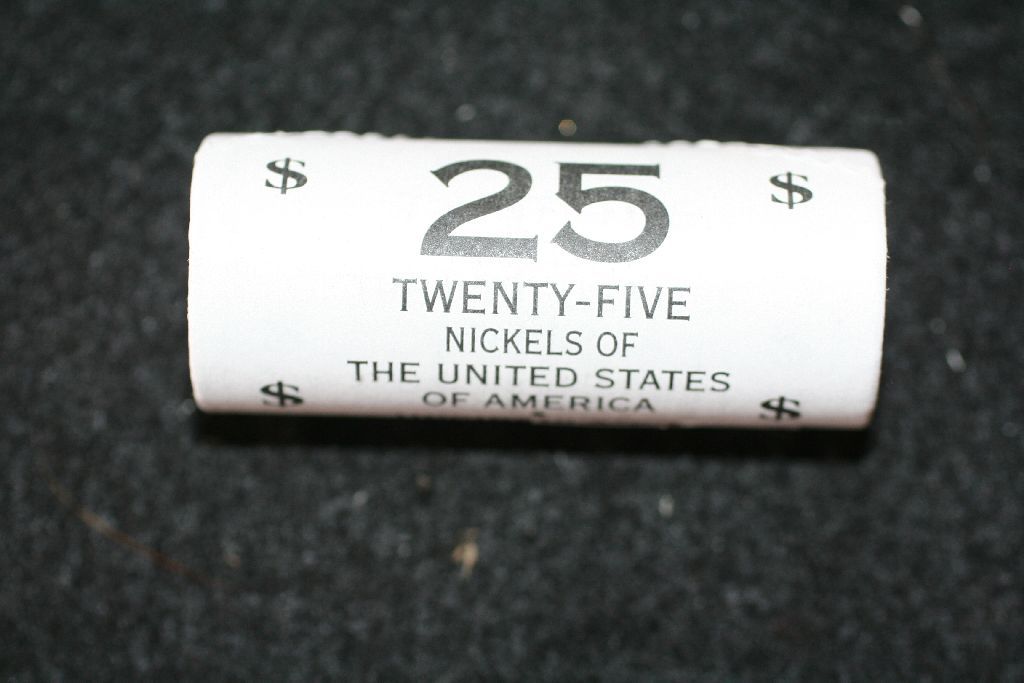 $ 25 $
TWENTY-FIVE
NICKELS OF
THE UNITED STATES
$ OF AMERICA $